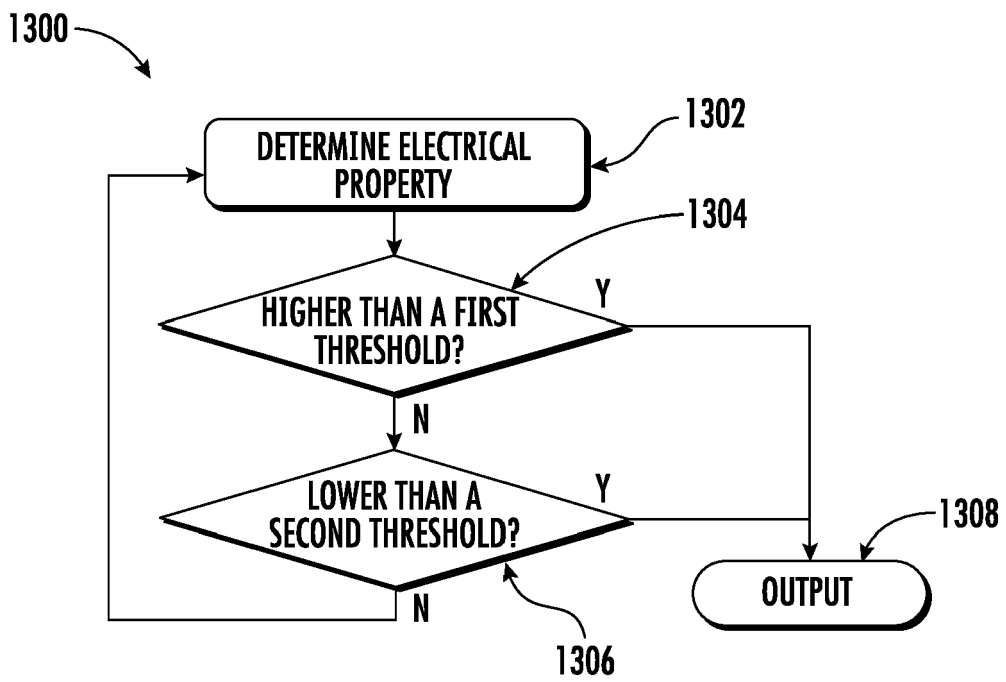 1300
DETERMINE ELECTRICAL
PROPERTY
1302
1304
HIGHER THAN A FIRST
THRESHOLD?
Y
N
LOWER THAN A
SECOND THRESHOLD?
Y
N
1306
1308
OUTPUT